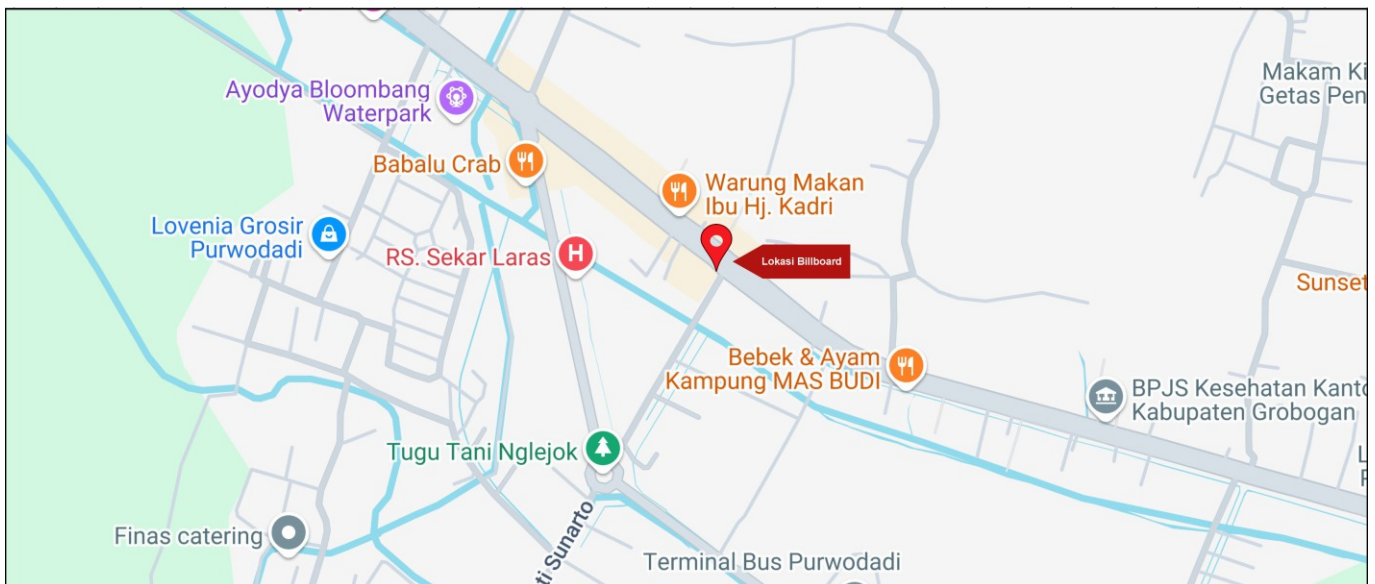 Makam Ki
Getas Pen
Ayodya Bloombang
Waterpark
Babalu Crab
Warung Makan
Ibu Hj. Kadri
Lovenia Grosir
Purwodadi
RS. Sekar Laras
H
Lokasi Billboard
Sunset
Bebek & Ayam
Kampung MAS BUDI
BPJS Kesehatan Kanto
Kabupaten Grobogan
Tugu Tani Nglejok
Finas catering
ti Sunarto
Terminal Bus Purwodadi